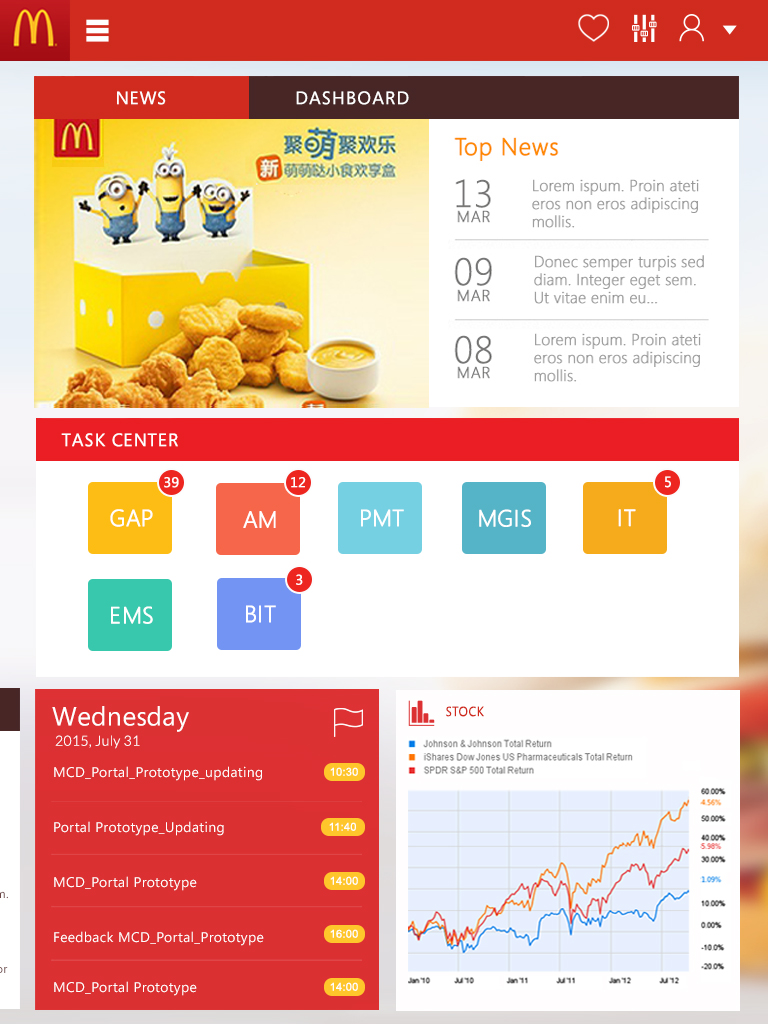 NEWS
DASHBOARD
聚萌聚欢乐
新 萌萌哒小食欢享盒
Top News
13
MAR
Lorem ispum. Proin ateti
eros non eros adipiscing
mollis.
09
MAR
Donec semper turpis sed
diam. Integer eget sem.
Ut vitae enim eu...
08
MAR
Lorem ispum. Proin ateti
eros non eros adipiscing
mollis.
TASK CENTER
GAP 39
AM 12
PMT
MGIS
IT 5
EMS
BIT 3
Wednesday
2015, July 31
MCD_Portal_Prototype_updating 10:30
Portal Prototype_Updating 11:40
MCD_Portal Prototype 14:00
Feedback MCD_Portal_Prototype 16:00
MCD_Portal Prototype 14:00
m.
or
STOCK
Johnson & Johnson Total Return
iShares Dow Jones US Pharmaceuticals Total Return
SPDR S&P 500 Total Return
60.00%
4.56%
50.00%
40.00%
5.98%
30.00%
1.09%
10.00%
0.00%
-10.0%
-20.0%
Jan '10 Jul '10 Jan '11 Jul '11 Jan '12 Jul '12